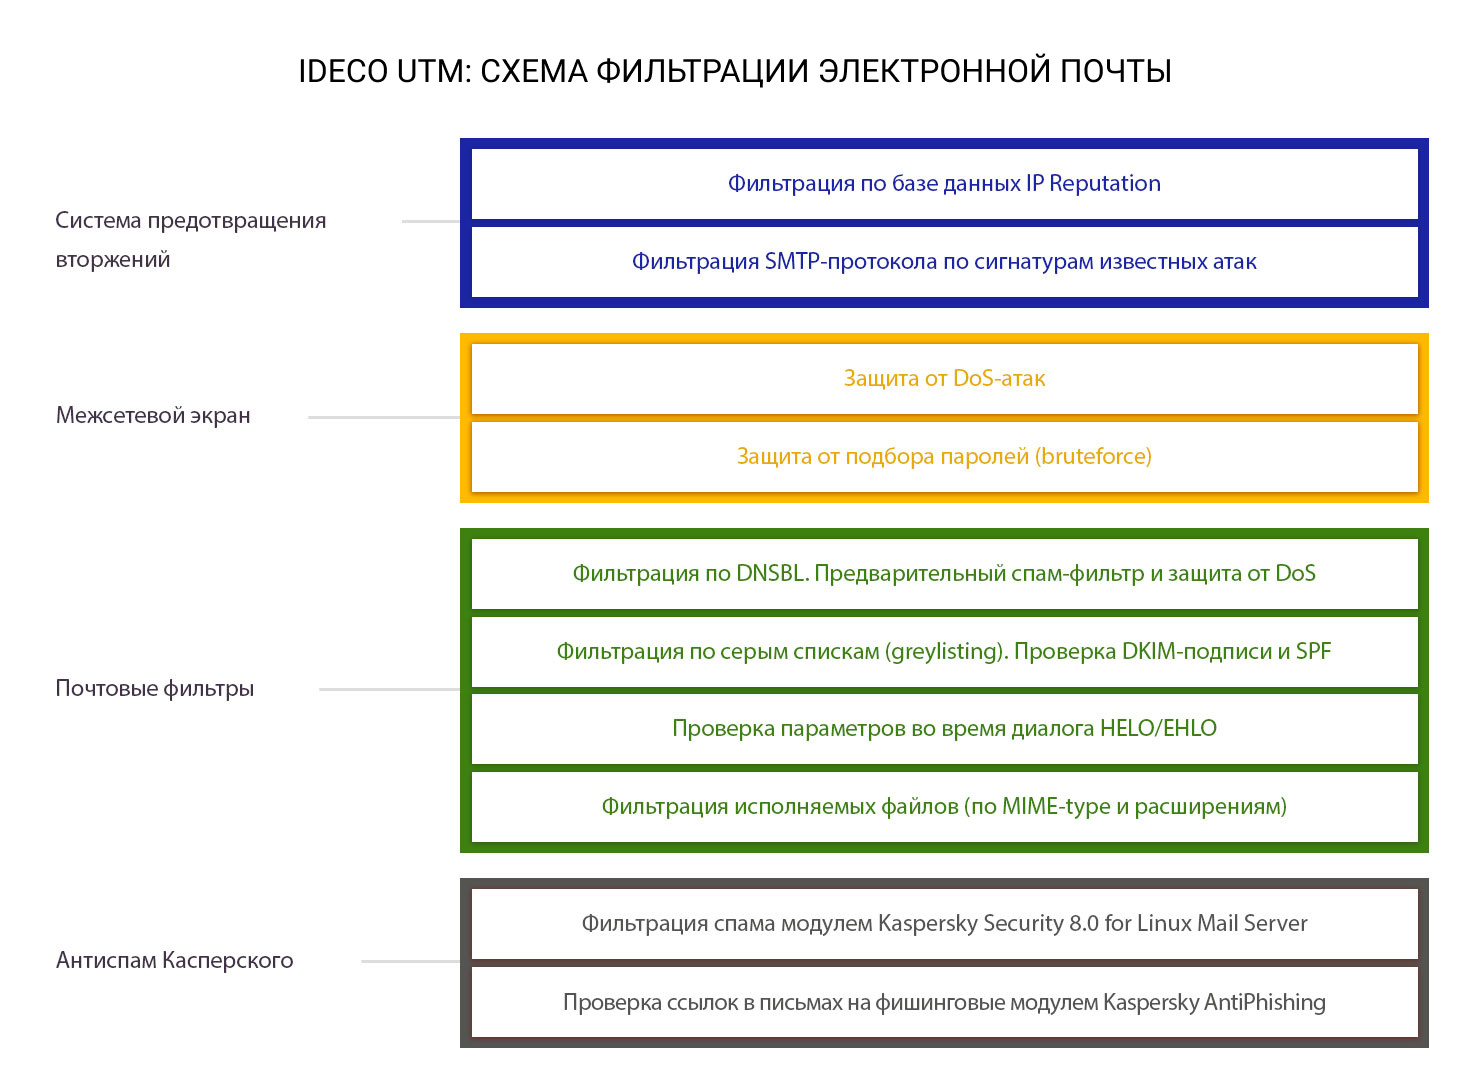 IDECO UTM: СХЕМА ФИЛЬТРАЦИИ ЭЛЕКТРОННОЙ ПОЧТЫ
Система предотвращения
вторжений
Фильтрация по базе данных IP Reputation
Фильтрация SMTP-протокола по сигнатурам известных атак
Межсетевой экран
Защита от DoS-атак
Защита от подбора паролей (bruteforce)
Почтовые фильтры
Фильтрация по DNSBL. Предварительный спам-фильтр и защита от DoS
Фильтрация по серым спискам (greylisting). Проверка DKIM-подписи и SPF
Проверка параметров во время диалога HELO/EHLO
Фильтрация исполняемых файлов (по MIME-type и расширениям)
Антиспам Касперского
Фильтрация спама модулем Kaspersky Security 8.0 for Linux Mail Server
Проверка ссылок в письмах на фишинговые модулем Kaspersky AntiPhishing